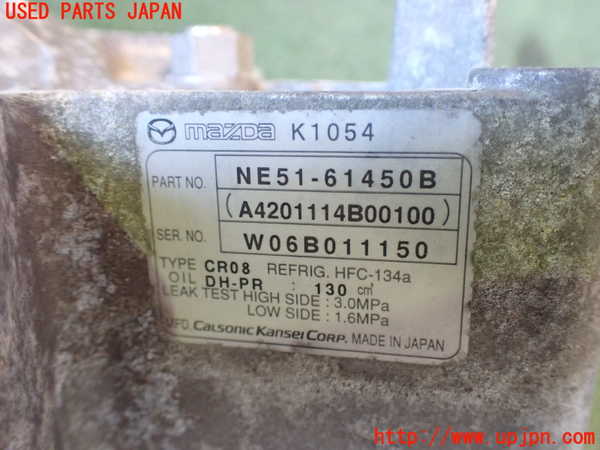 USED PARTS JAPAN
mazda K1054
PART NO. NE51-61450B
(A4201114B00100)
SER.NO. W06B011150
TYPE CR08 REFRIG. HFC-134a
OIL DH-PR : 130 cm³
LEAK TEST HIGH SIDE : 3.0MPa
LOW SIDE : 1.6MPa
MFD. CALSONIC KANSEI CORP. MADE IN JAPAN
(C)Uparts
http://www.upjpn.com